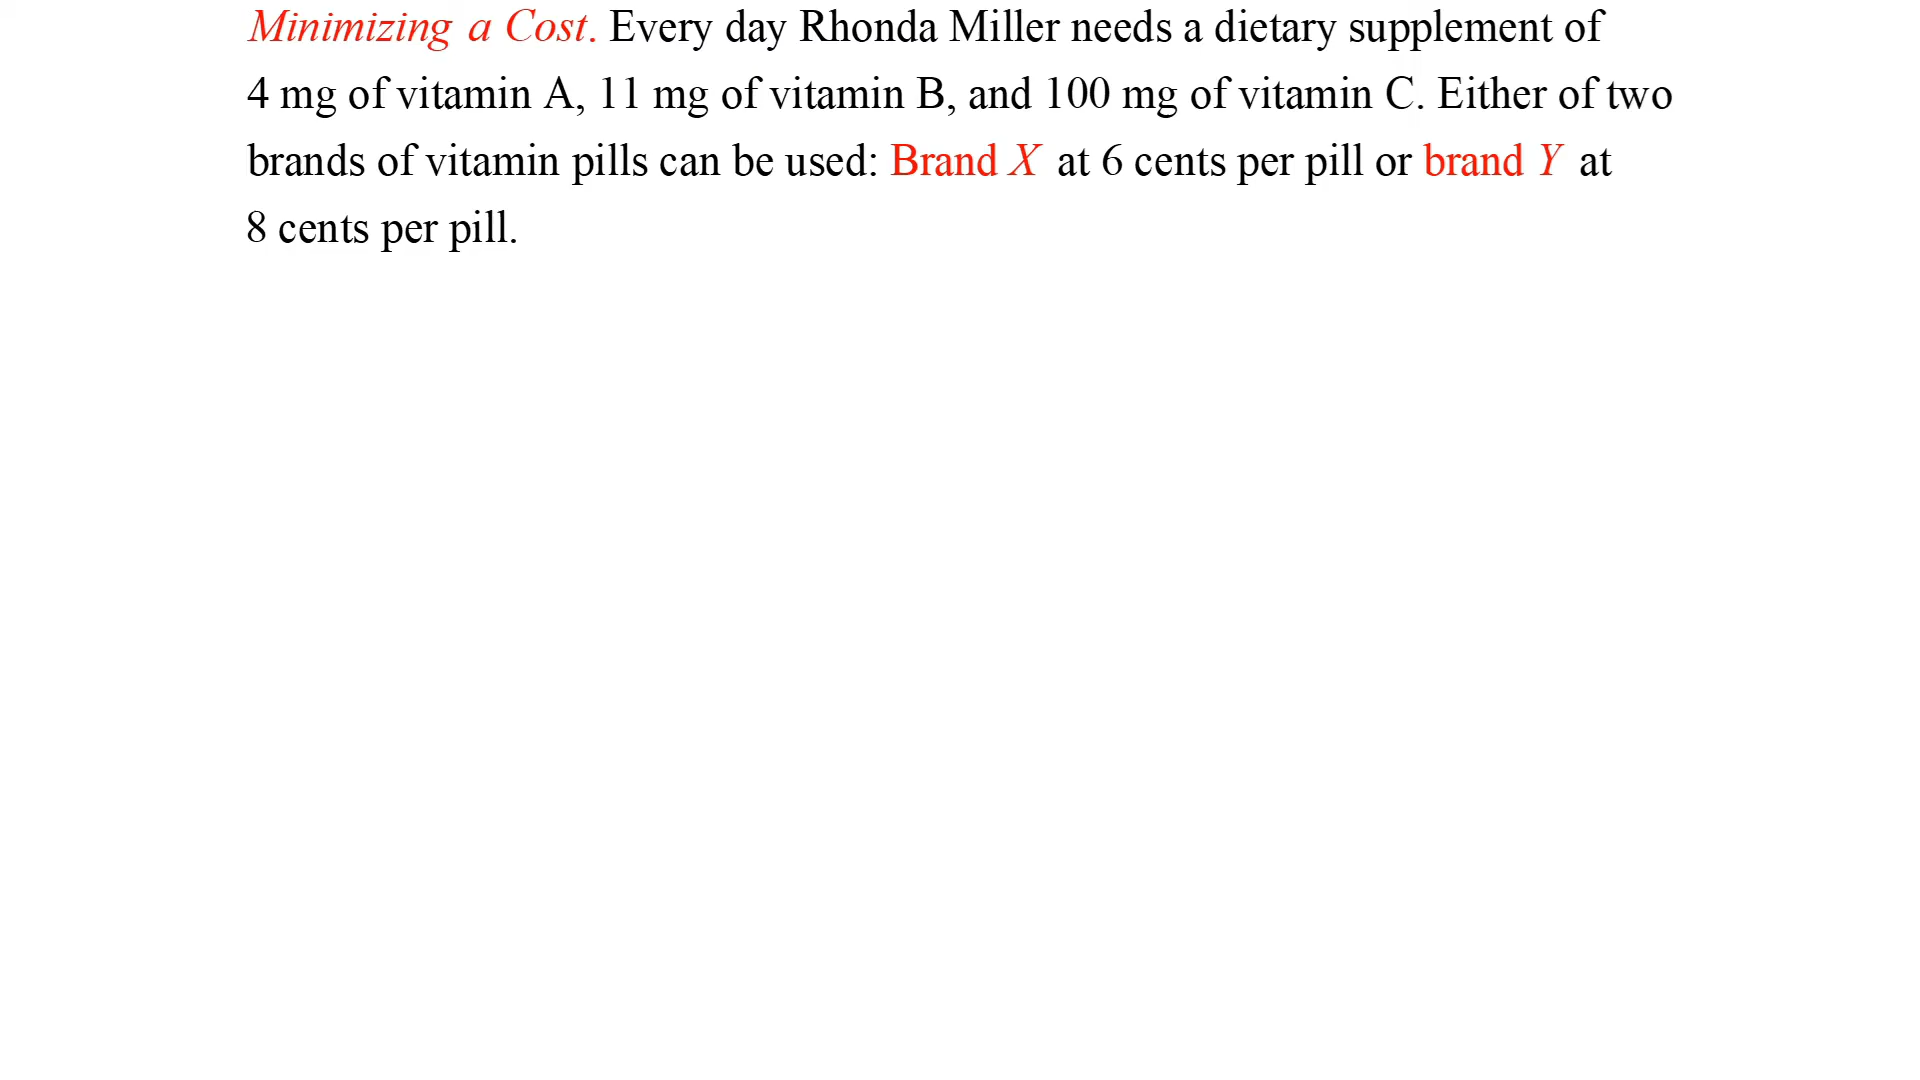 Minimizing a Cost. Every day Rhonda Miller needs a dietary supplement of
4 mg of vitamin A, 11 mg of vitamin B, and 100 mg of vitamin C. Either of two
brands of vitamin pills can be used: Brand X at 6 cents per pill or brand Y at
8 cents per pill.